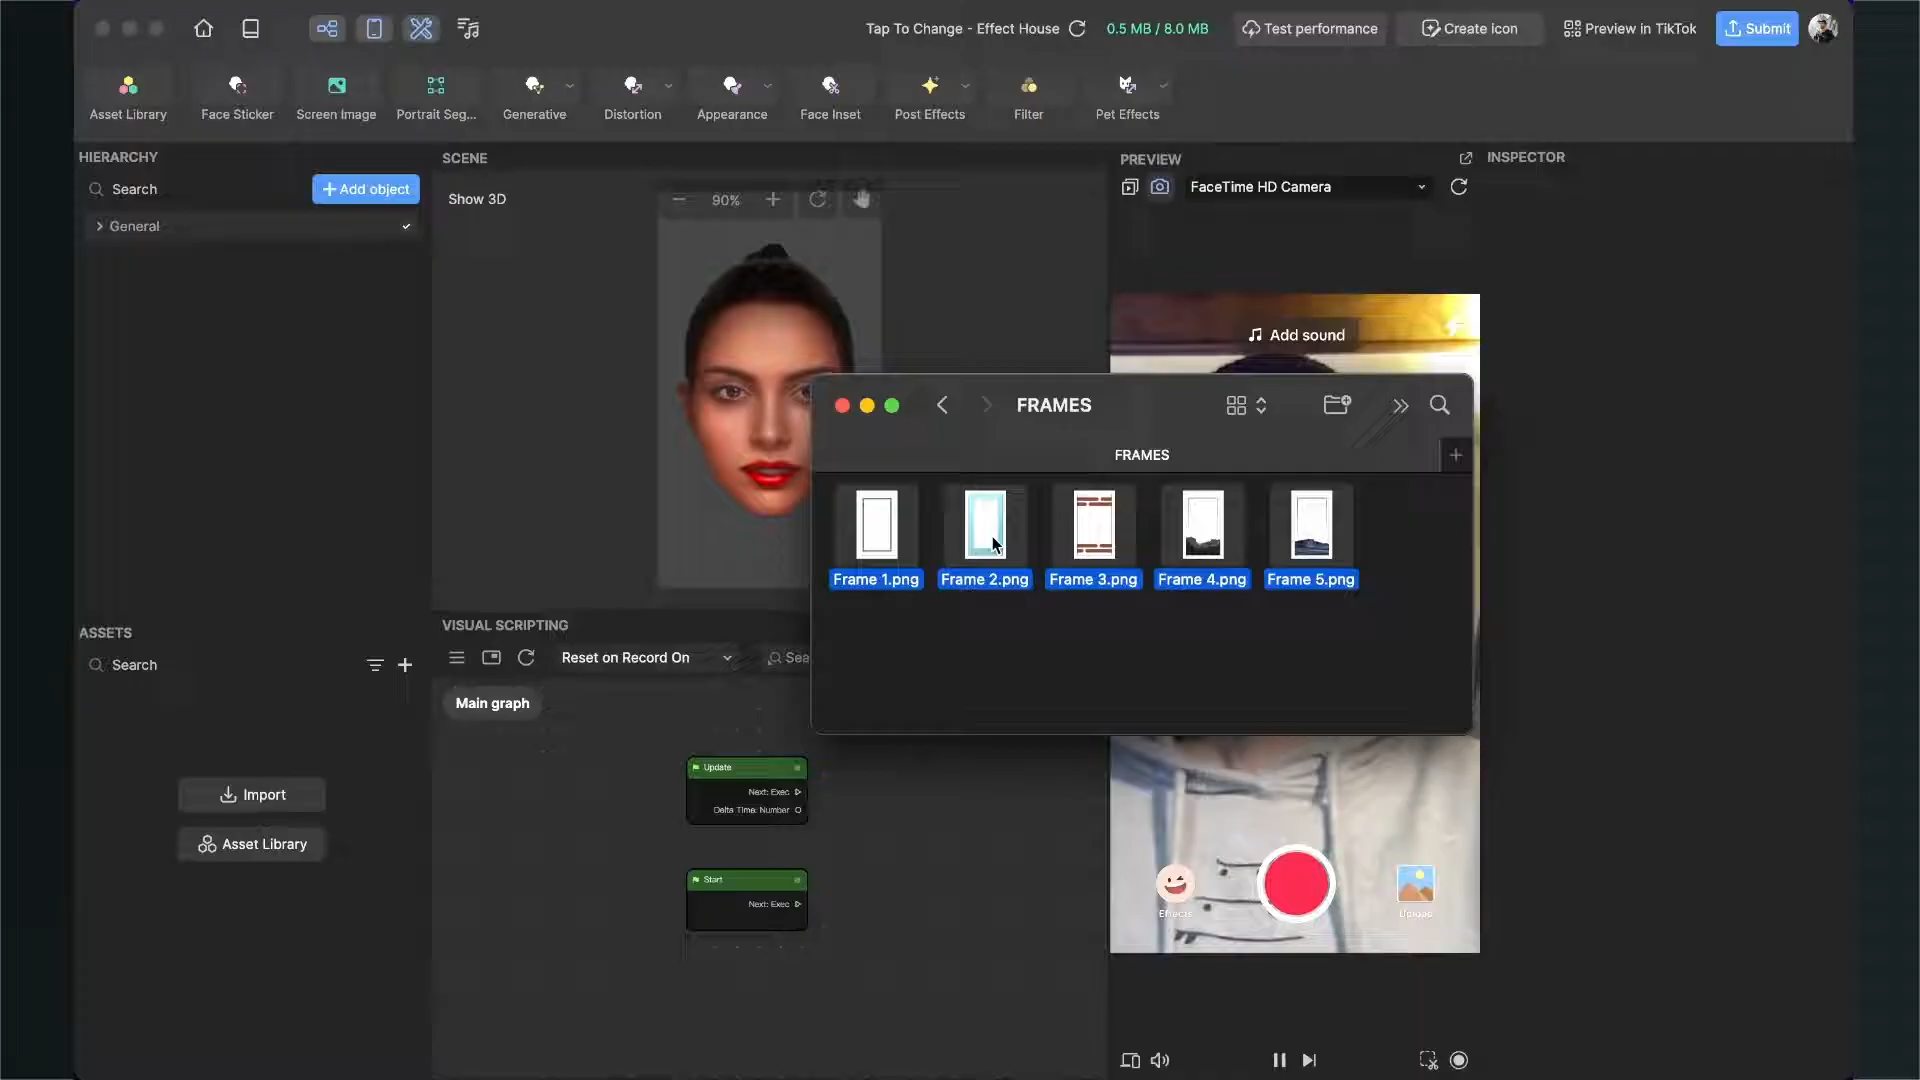 Tap To Change - Effect House
0.5 MB / 8.0 MB
Test performance
Create icon
Preview in TikTok
Submit
Asset Library
Face Sticker
Screen Image
Portrait Seg...
Generative
Distortion
Appearance
Face Inset
Post Effects
Filter
Pet Effects
HIERARCHY
Search
Add object
General
SCENE
Show 3D
90%
PREVIEW
FaceTime HD Camera
INSPECTOR
Add sound
FRAMES
FRAMES
Frame 1.png
Frame 2.png
Frame 3.png
Frame 4.png
Frame 5.png
ASSETS
Search
Import
Asset Library
VISUAL SCRIPTING
Reset on Record On
Sea
Main graph
Update
Next: Exec
Delta Time: Number
Start
Next: Exec
Effects
Upload